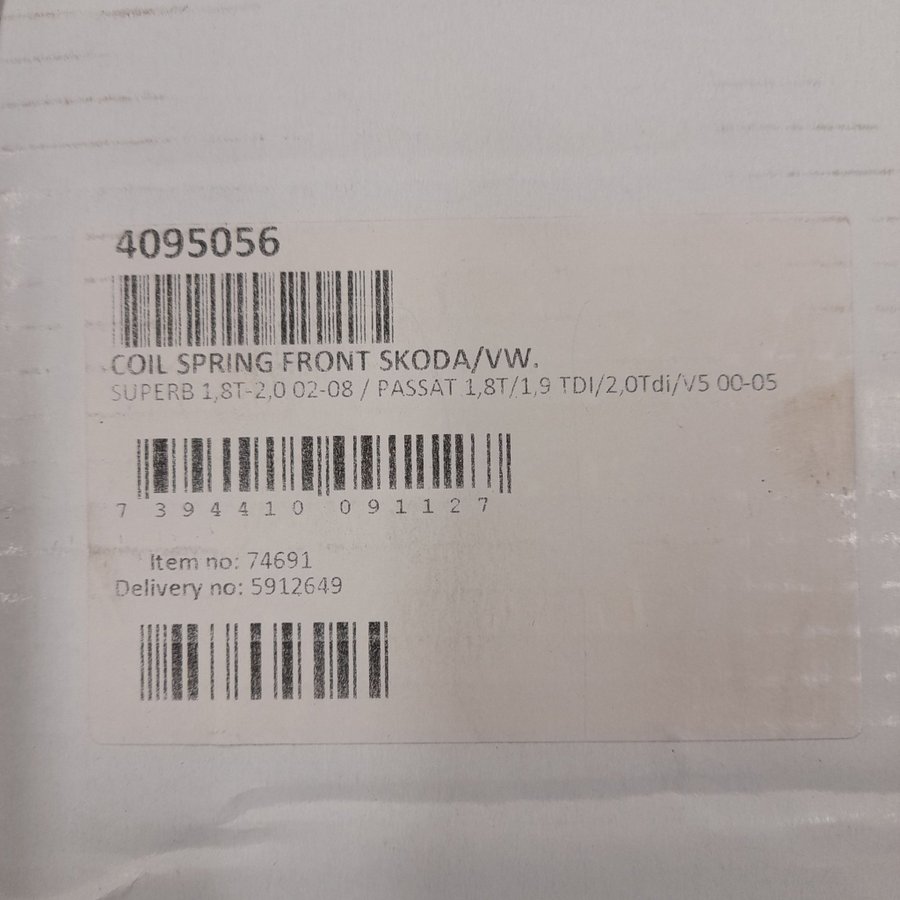 4095056
COIL SPRING FRONT SKODA/VW.
SUPERB 1,8T-2,0 02-08 / PASSAT 1,8T/1,9 TDI/2,0Tdi/V5 00-05
7 394410 091127
Item no: 74691
Delivery no: 5912649